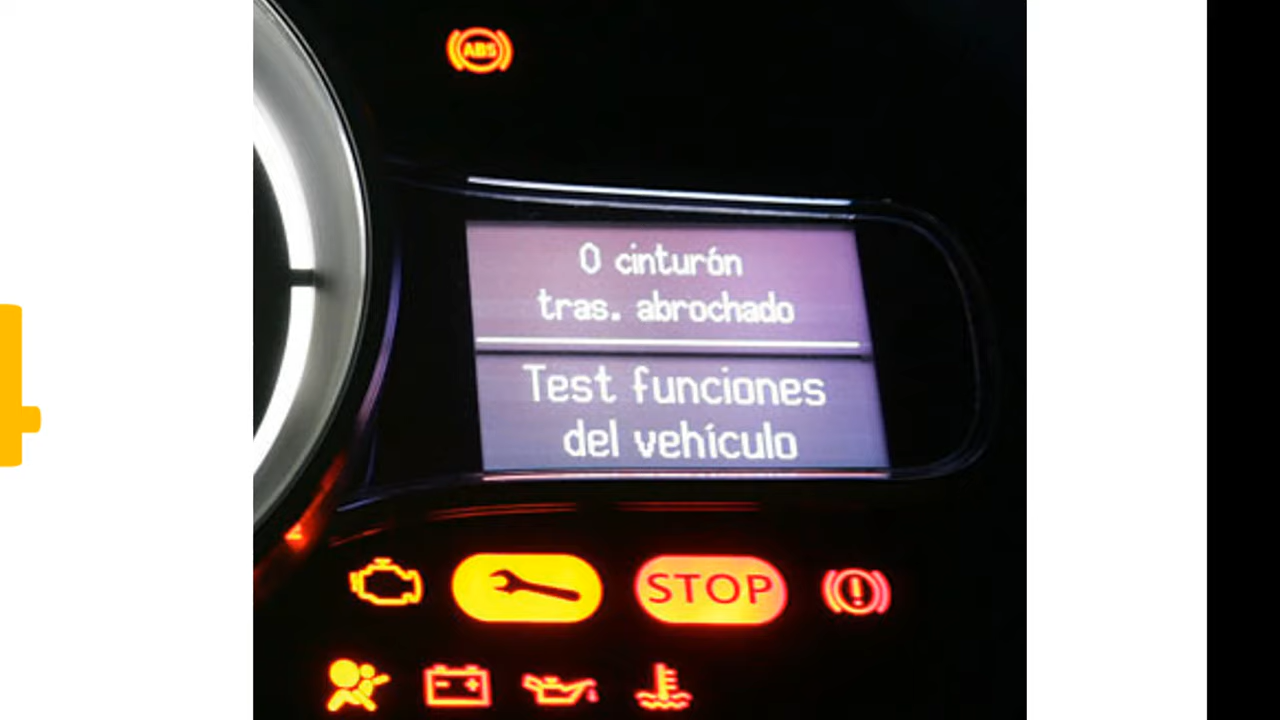 ABS
0 cinturón
tras. abrochado
Test funciones
del vehículo
STOP